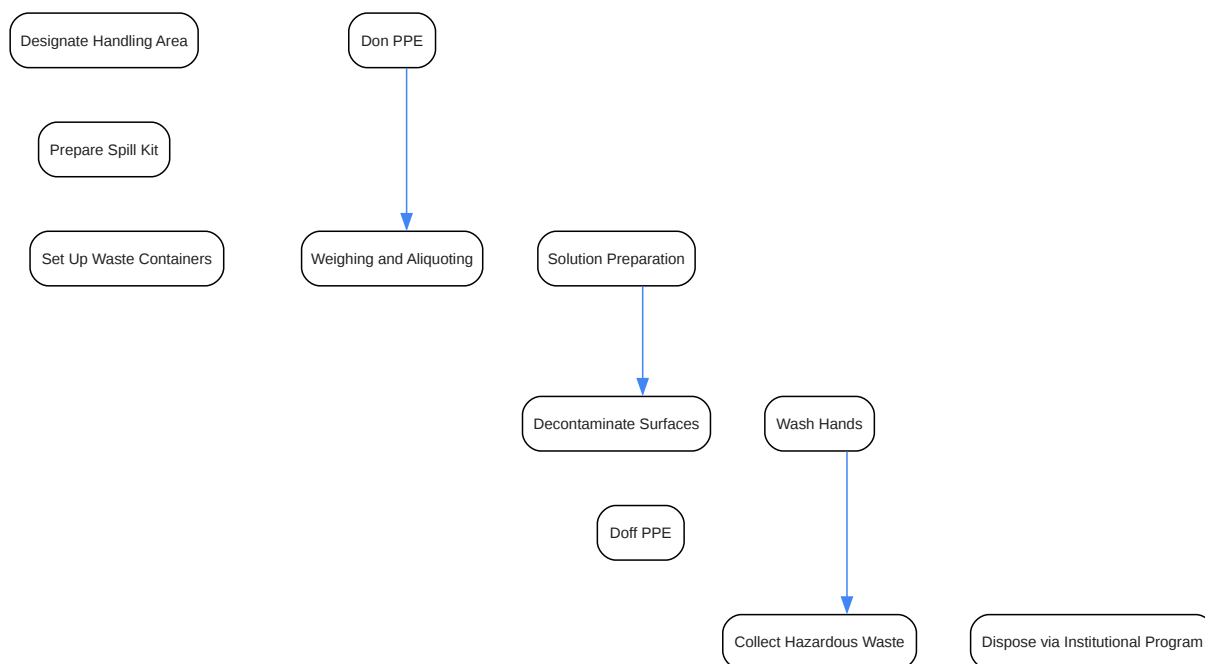 Designate Handling Area
Don PPE
Prepare Spill Kit
Set Up Waste Containers
Weighing and Aliquoting
Solution Preparation
Decontaminate Surfaces
Wash Hands
Doff PPE
Collect Hazardous Waste
Dispose via Institutional Program